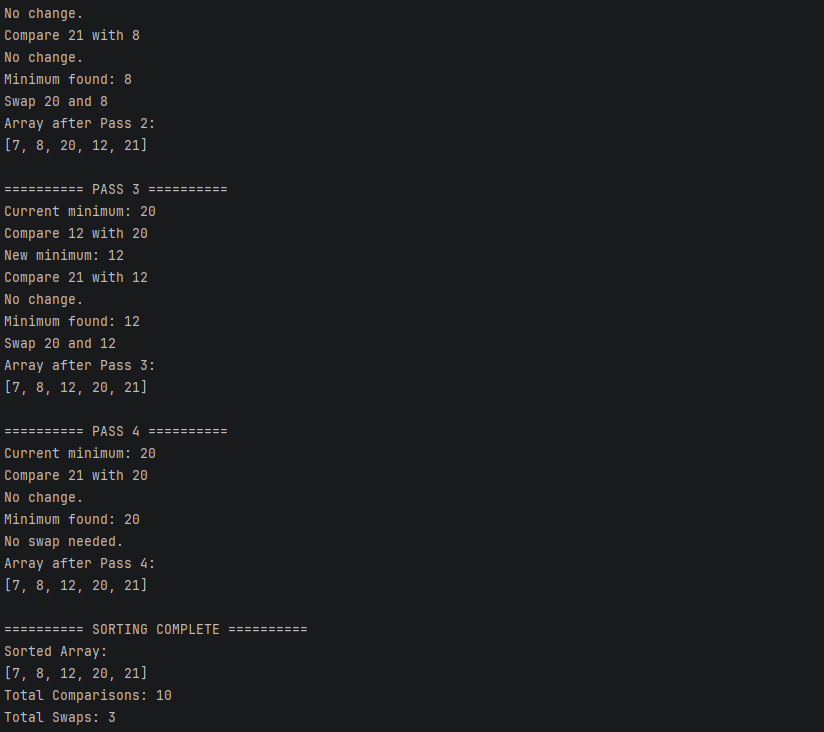 No change.
Compare 21 with 8
No change.
Minimum found: 8
Swap 20 and 8
Array after Pass 2:
[7, 8, 20, 12, 21]
========== PASS 3 ==========
Current minimum: 20
Compare 12 with 20
New minimum: 12
Compare 21 with 12
No change.
Minimum found: 12
Swap 20 and 12
Array after Pass 3:
[7, 8, 12, 20, 21]
========== PASS 4 ==========
Current minimum: 20
Compare 21 with 20
No change.
Minimum found: 20
No swap needed.
Array after Pass 4:
[7, 8, 12, 20, 21]
========== SORTING COMPLETE ==========
Sorted Array:
[7, 8, 12, 20, 21]
Total Comparisons: 10
Total Swaps: 3